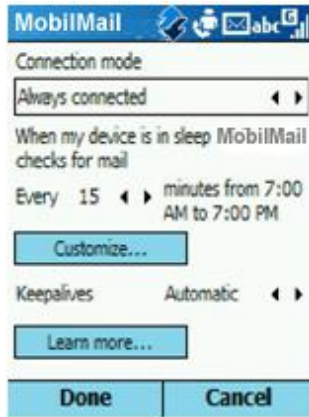 MobilMail abc G
Connection mode
Always connected
When my device is in sleep MobilMail
checks for mail
Every 15 minutes from 7:00
AM to 7:00 PM
Customize...
Keepalives Automatic
Learn more...
Done Cancel